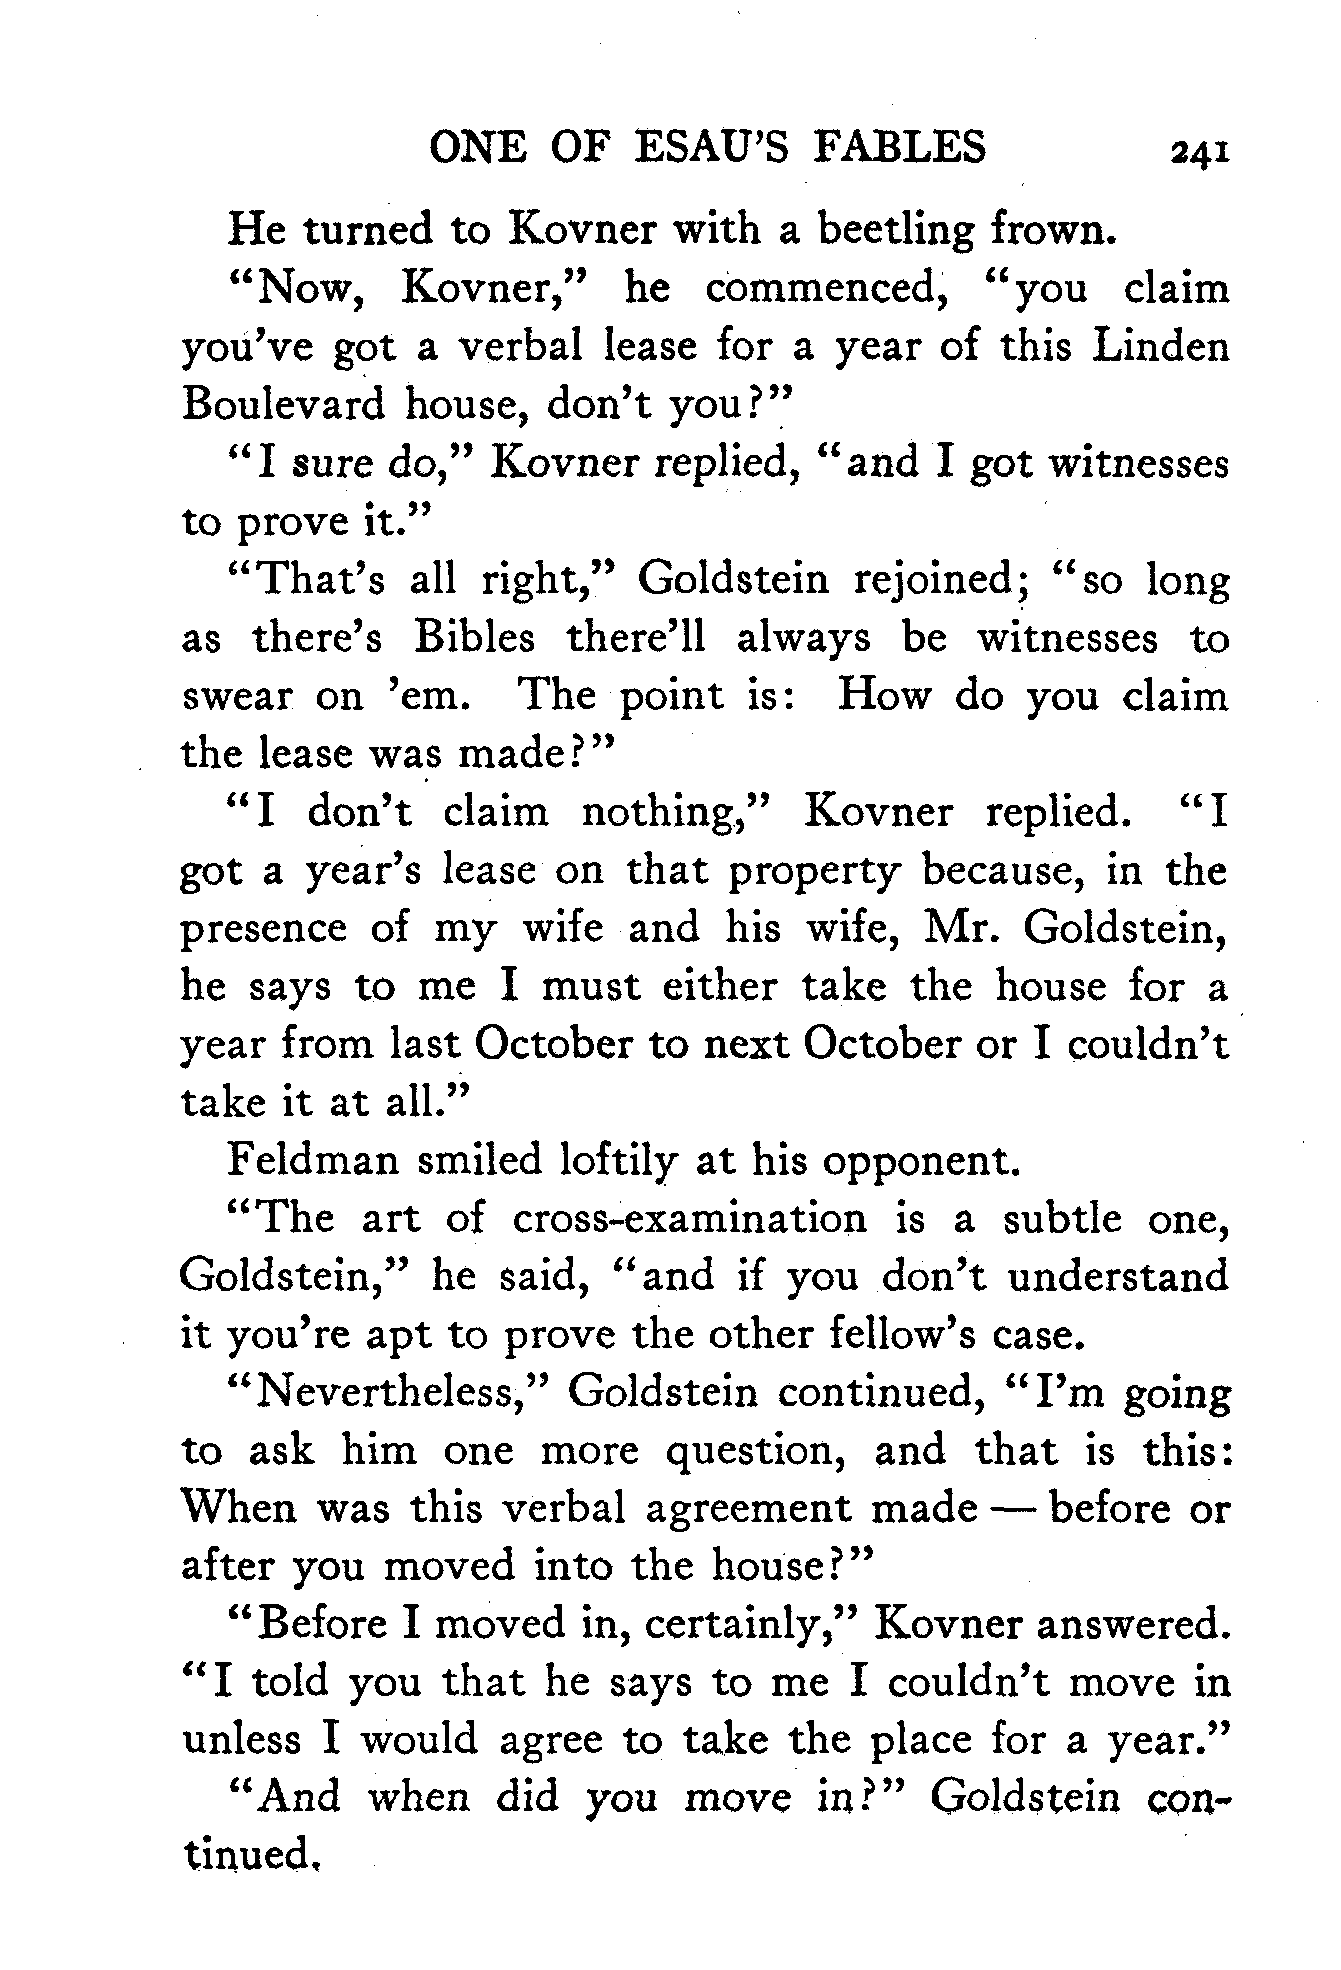 ONE OF ESAU'S FABLES 241
He turned to Kovner with a beetling frown.
“Now, Kovner,” he commenced, “you claim
you've got a verbal lease for a year of this Linden
Boulevard house, don't you?”
“I sure do,” Kovner replied, “and I got witnesses
to prove it.”
“That's all right,” Goldstein rejoined; “so long
as there's Bibles there'll always be witnesses to
swear on 'em. The point is: How do you claim
the lease was made?”
“I don't claim nothing,” Kovner replied. “I
got a year's lease on that property because, in the
presence of my wife and his wife, Mr. Goldstein,
he says to me I must either take the house for a
year from last October to next October or I couldn't
take it at all.”
Feldman smiled loftily at his opponent.
“The art of cross-examination is a subtle one,
Goldstein,” he said, “and if you don't understand
it you're apt to prove the other fellow's case.
“Nevertheless,” Goldstein continued, “I'm going
to ask him one more question, and that is this:
When was this verbal agreement made — before or
after you moved into the house?”
“Before I moved in, certainly,” Kovner answered.
“I told you that he says to me I couldn't move in
unless I would agree to take the place for a year.”
“And when did you move in?” Goldstein con-
tinued.